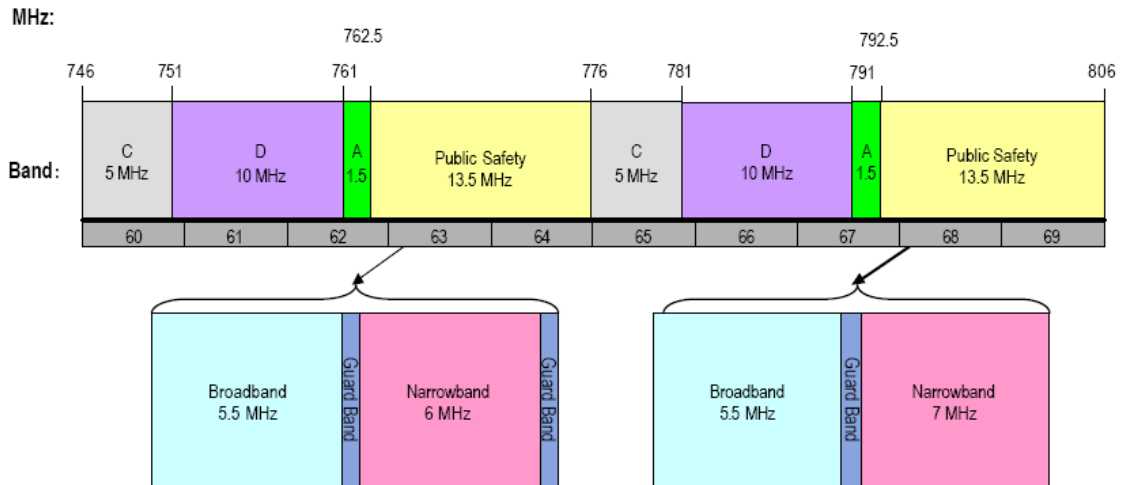 MHz:
762.5
792.5
746
751
761
776
781
791
806
Band:
C
5 MHz
D
10 MHz
A
1.5
Public Safety
13.5 MHz
C
5 MHz
D
10 MHz
A
1.5
Public Safety
13.5 MHz
60
61
62
63
64
65
66
67
68
69
Broadband
5.5 MHz
Guard Band
Narrowband
6 MHz
Guard Band
Broadband
5.5 MHz
Guard Band
Narrowband
7 MHz